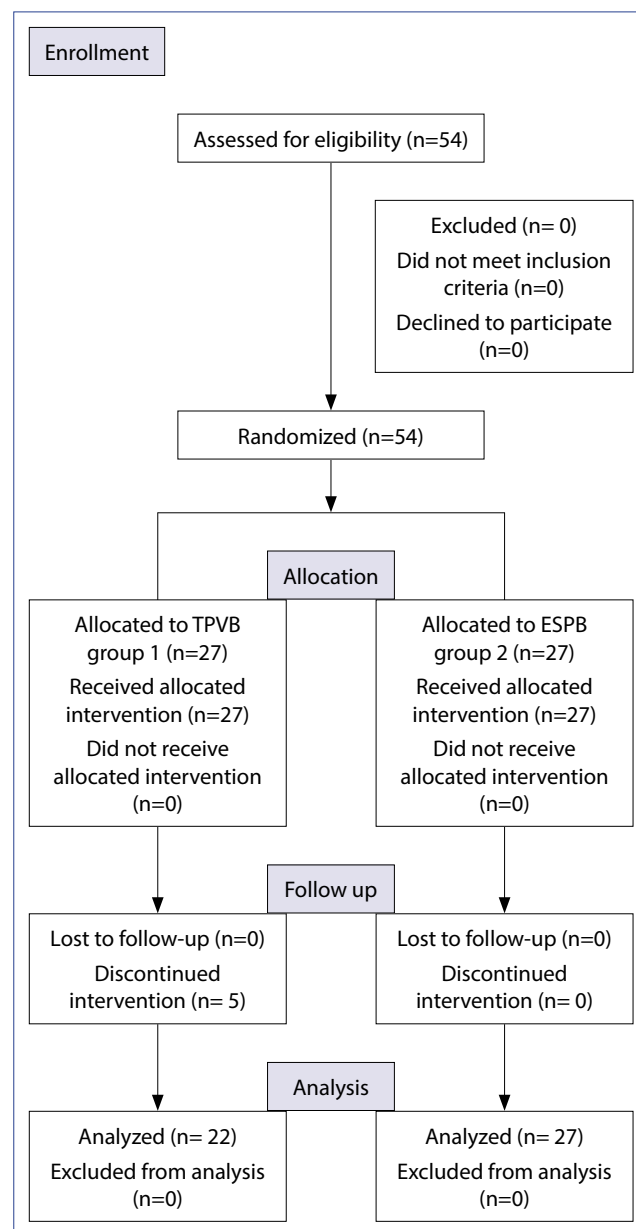 Enrollment
Assessed for eligibility (n=54)
Excluded (n= 0)
Did not meet inclusion
criteria (n=0)
Declined to participate
(n=0)
Randomized (n=54)
Allocation
Allocated to TPVB
group 1 (n=27)
Received allocated
intervention (n=27)
Did not receive
allocated intervention
(n=0)
Allocated to ESPB
group 2 (n=27)
Received allocated
intervention (n=27)
Did not receive
allocated intervention
(n=0)
Follow up
Lost to follow-up (n=0)
Discontinued
intervention (n= 5)
Lost to follow-up (n=0)
Discontinued
intervention (n= 0)
Analysis
Analyzed (n= 22)
Excluded from analysis
(n=0)
Analyzed (n= 27)
Excluded from analysis
(n=0)